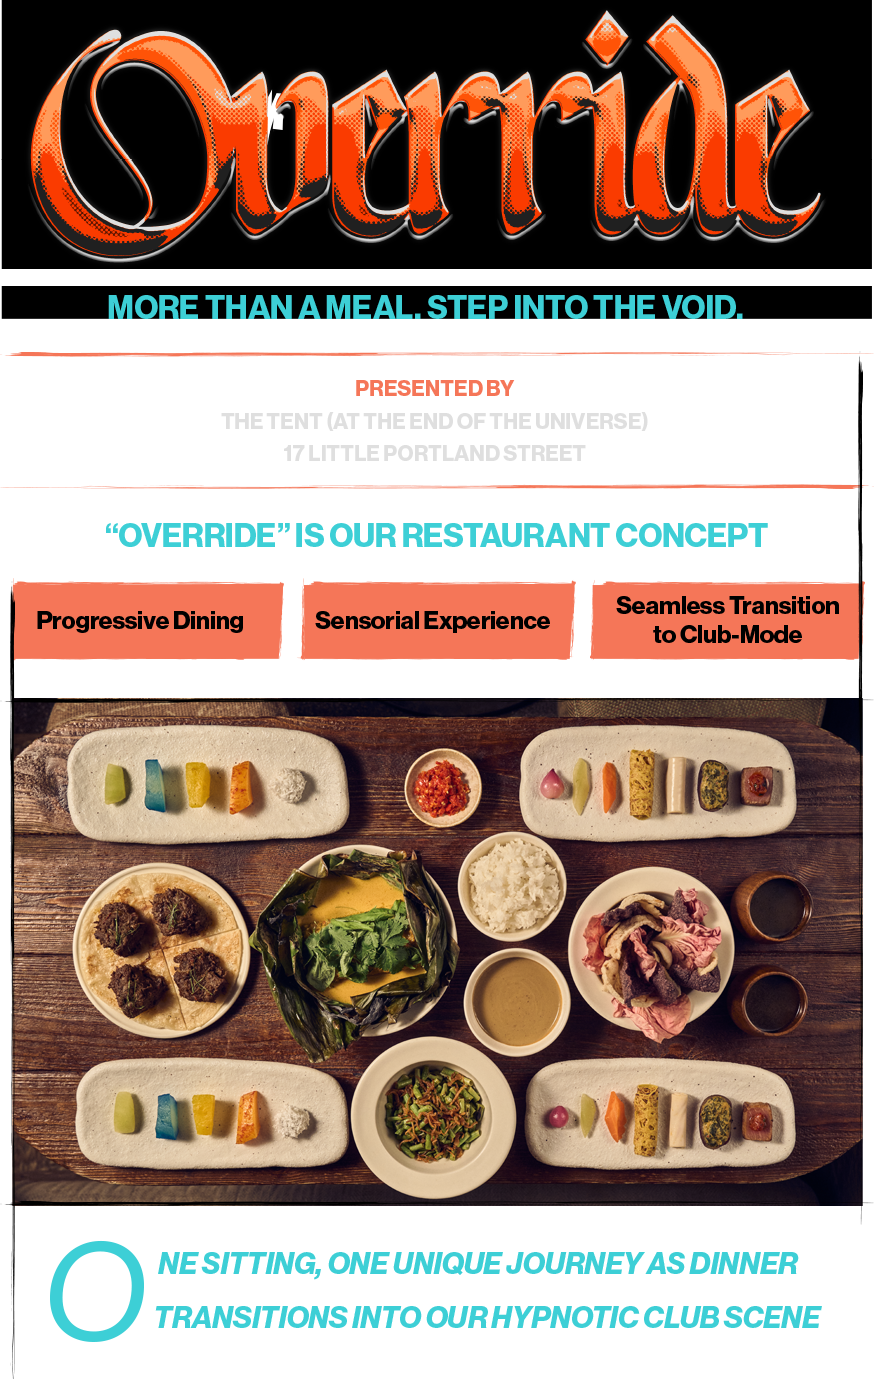 Override
MORE THAN A MEAL. STEP INTO THE VOID.
PRESENTED BY
THE TENT (AT THE END OF THE UNIVERSE)
17 LITTLE PORTLAND STREET
“OVERRIDE” IS OUR RESTAURANT CONCEPT
Progressive Dining
Sensorial Experience
Seamless Transition
to Club-Mode
ONE SITTING, ONE UNIQUE JOURNEY AS DINNER
TRANSITIONS INTO OUR HYPNOTIC CLUB SCENE